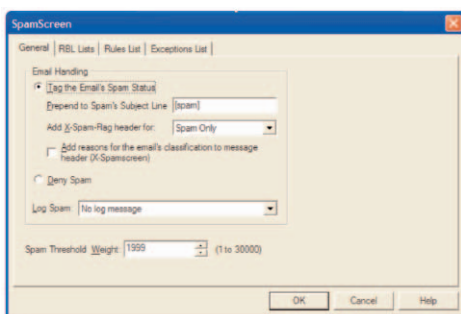 SpamScreen
General RBL Lists Rules List Exceptions List
Email Handling
Tag the Email's Spam Status
Prepend to Spam's Subject Line [spam]
Add X-Spam-Flag header for: Spam Only
Add reasons for the email's classification to message
header (X-Spamscreen)
Deny Spam
Log Spam: No log message
Spam Threshold Weight: 1999 (1 to 30000)
OK Cancel Help